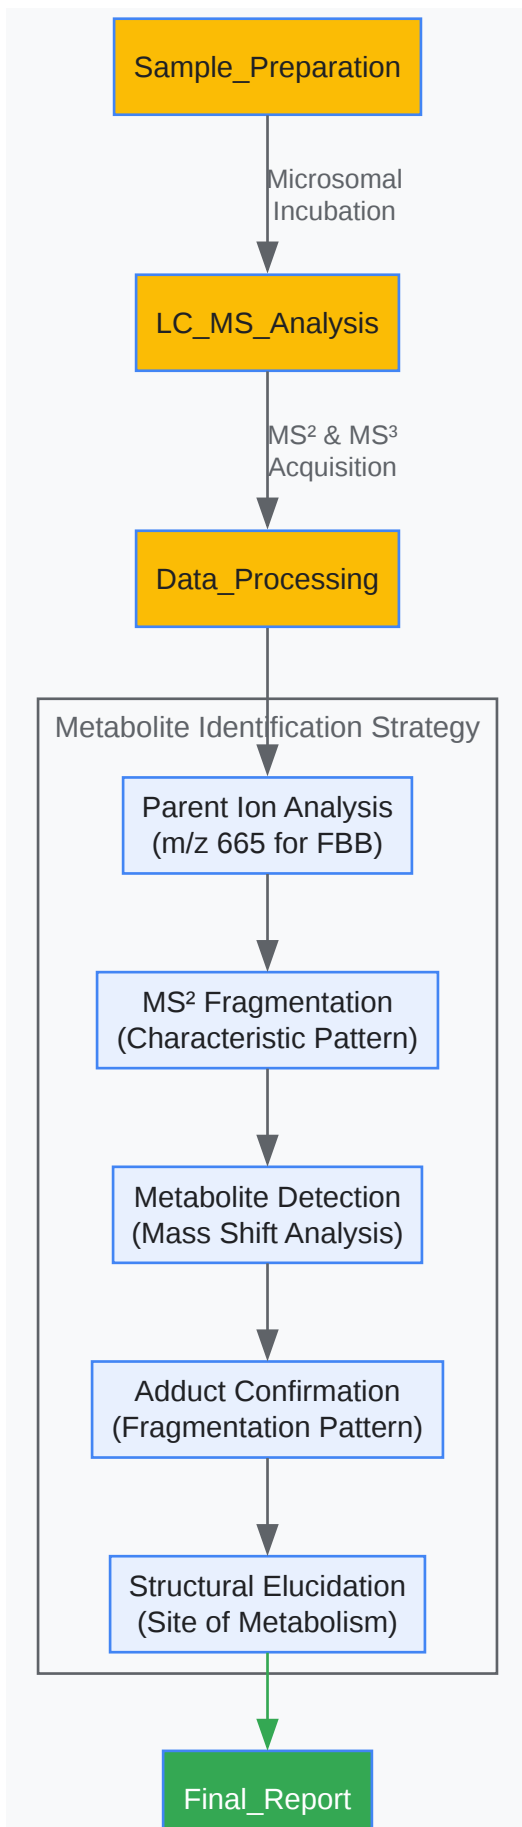 Sample_Preparation
Microsomal
Incubation
LC_MS_Analysis
MS² & MS³
Acquisition
Data_Processing
Metabolite Identification Strategy
Parent Ion Analysis
(m/z 665 for FBB)
MS² Fragmentation
(Characteristic Pattern)
Metabolite Detection
(Mass Shift Analysis)
Adduct Confirmation
(Fragmentation Pattern)
Structural Elucidation
(Site of Metabolism)
Final_Report